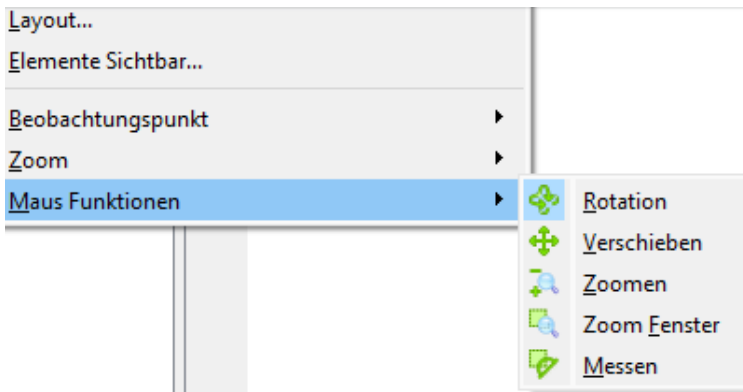 Layout...
Elemente Sichtbar...
Beobachtungspunkt
Zoom
Maus Funktionen
Rotation
Verschieben
Zoomen
Zoom Fenster
Messen